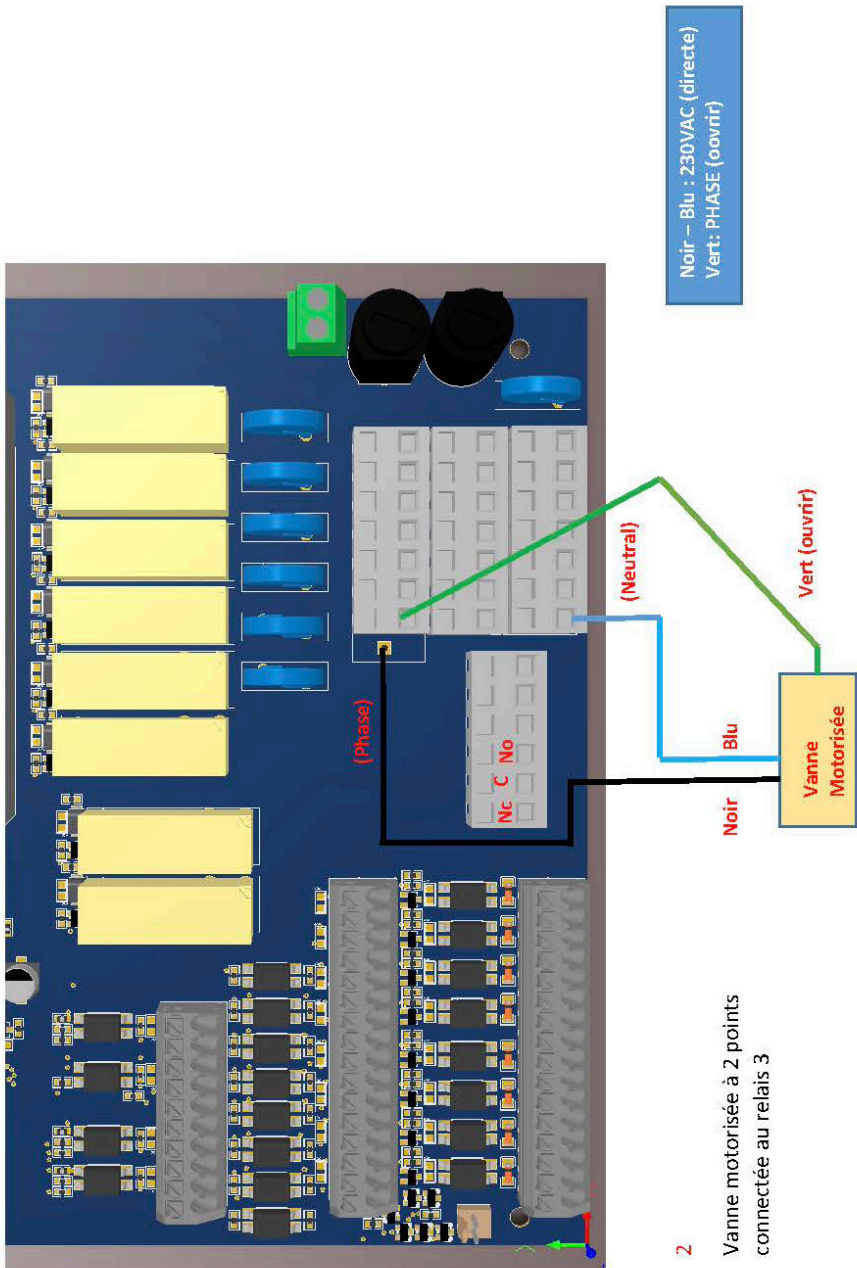 2
Vanne motorisée à 2 points
connectée au relais 3
(Phase)
Nc C No
Noir
Blu
(Neutral)
Vert (ouvrir)
Vanne
Motorisée
Noir – Blu : 230VAC (directe)
Vert: PHASE (oovrir)